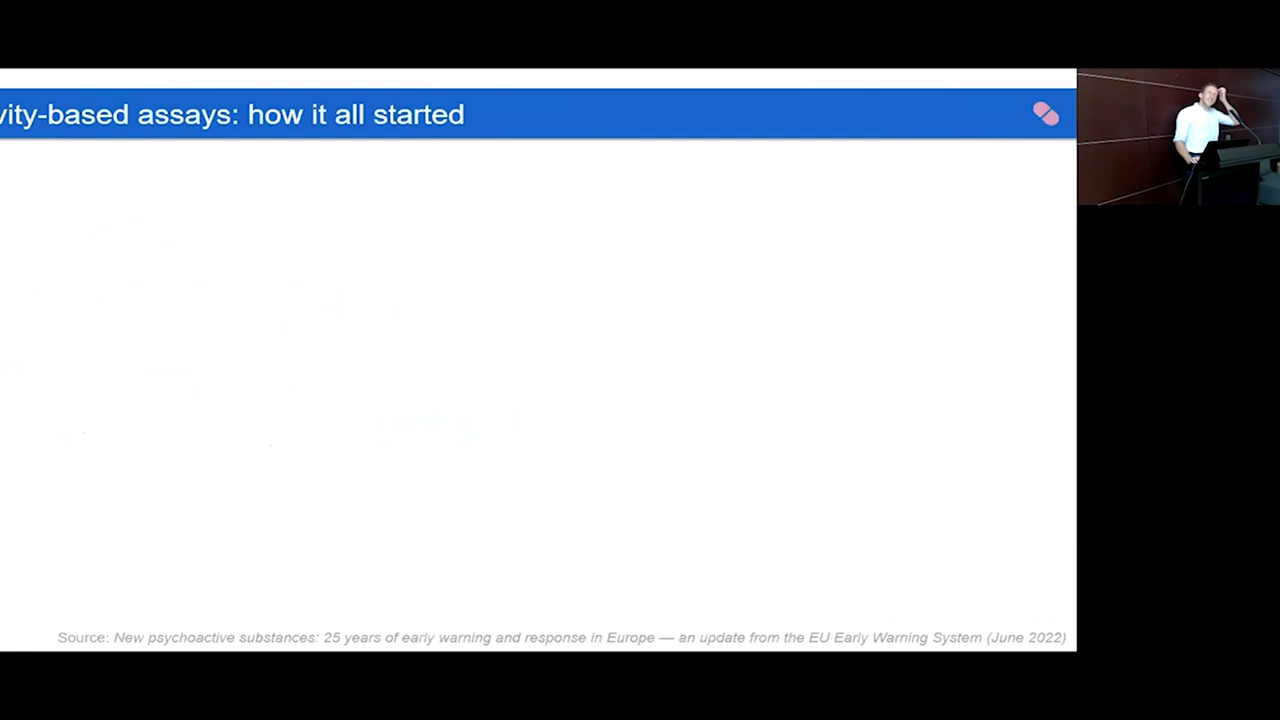 vity-based assays: how it all started
Source: New psychoactive substances: 25 years of early warning and response in Europe — an update from the EU Early Warning System (June 2022)